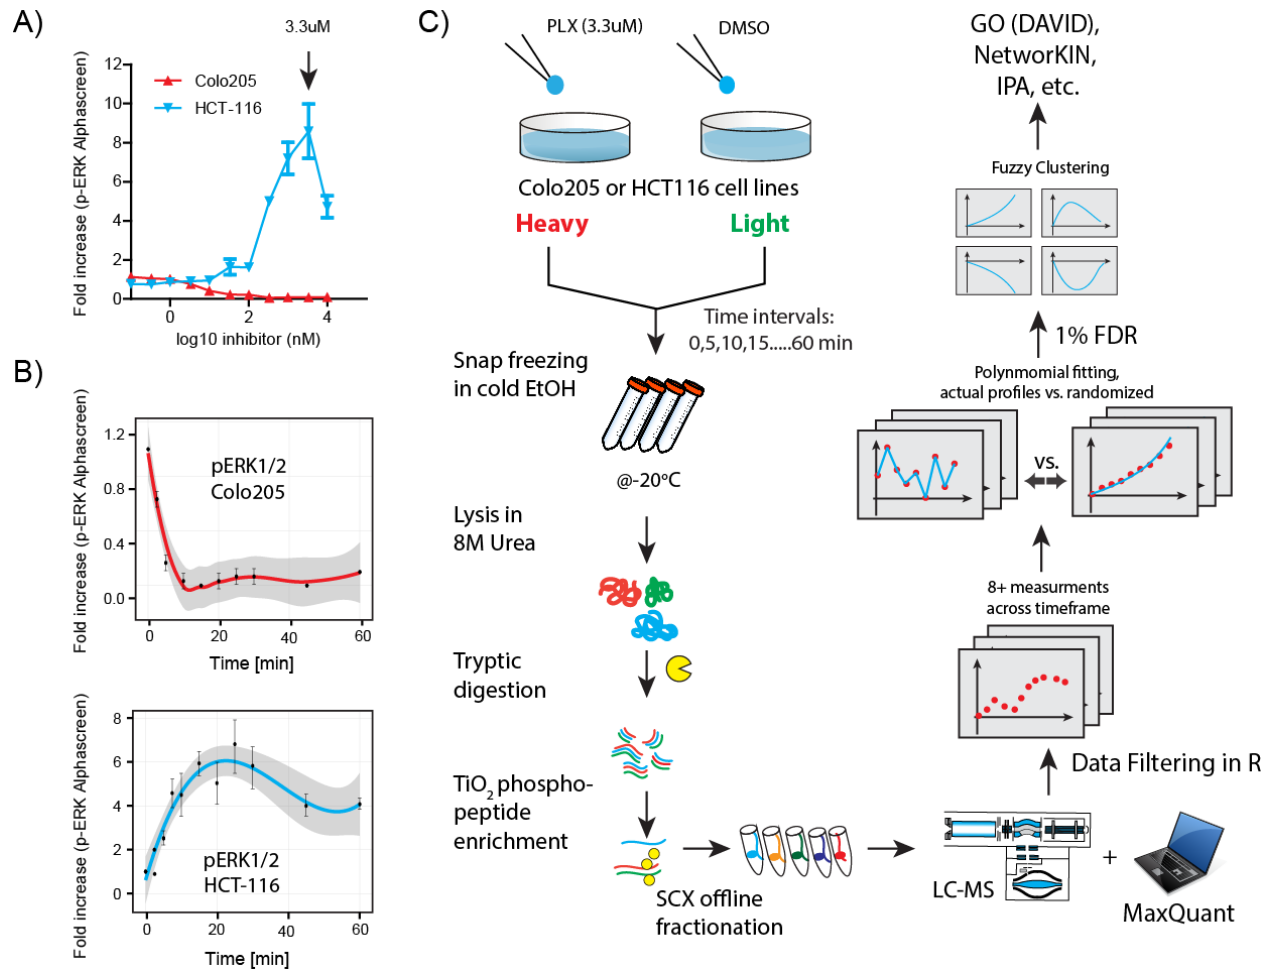 A)
3.3uM
Fold increase (p-ERK Alphascreen)
12
10
8
6
4
2
0
Colo205
HCT-116
0
2
4
log10 inhibitor (nM)
B)
Fold increase (p-ERK Alphascreen)
1.2
0.8
0.4
0.0
pERK1/2
Colo205
0
20
40
60
Time [min]
Fold increase (p-ERK Alphascreen)
8
6
4
2
0
pERK1/2
HCT-116
0
20
40
60
Time [min]
C)
PLX (3.3uM)
DMSO
Colo205 or HCT116 cell lines
Heavy
Light
Time intervals:
0,5,10,15.....60 min
Snap freezing
in cold EtOH
@-20ºC
Lysis in
8M Urea
Tryptic
digestion
TiO2 phospho-
peptide
enrichment
SCX offline
fractionation
LC-MS
+
MaxQuant
Data Filtering in R
8+ measurments
across timeframe
vs.
Polynmomial fitting,
actual profiles vs. randomized
1% FDR
Fuzzy Clustering
GO (DAVID),
NetworKIN,
IPA, etc.